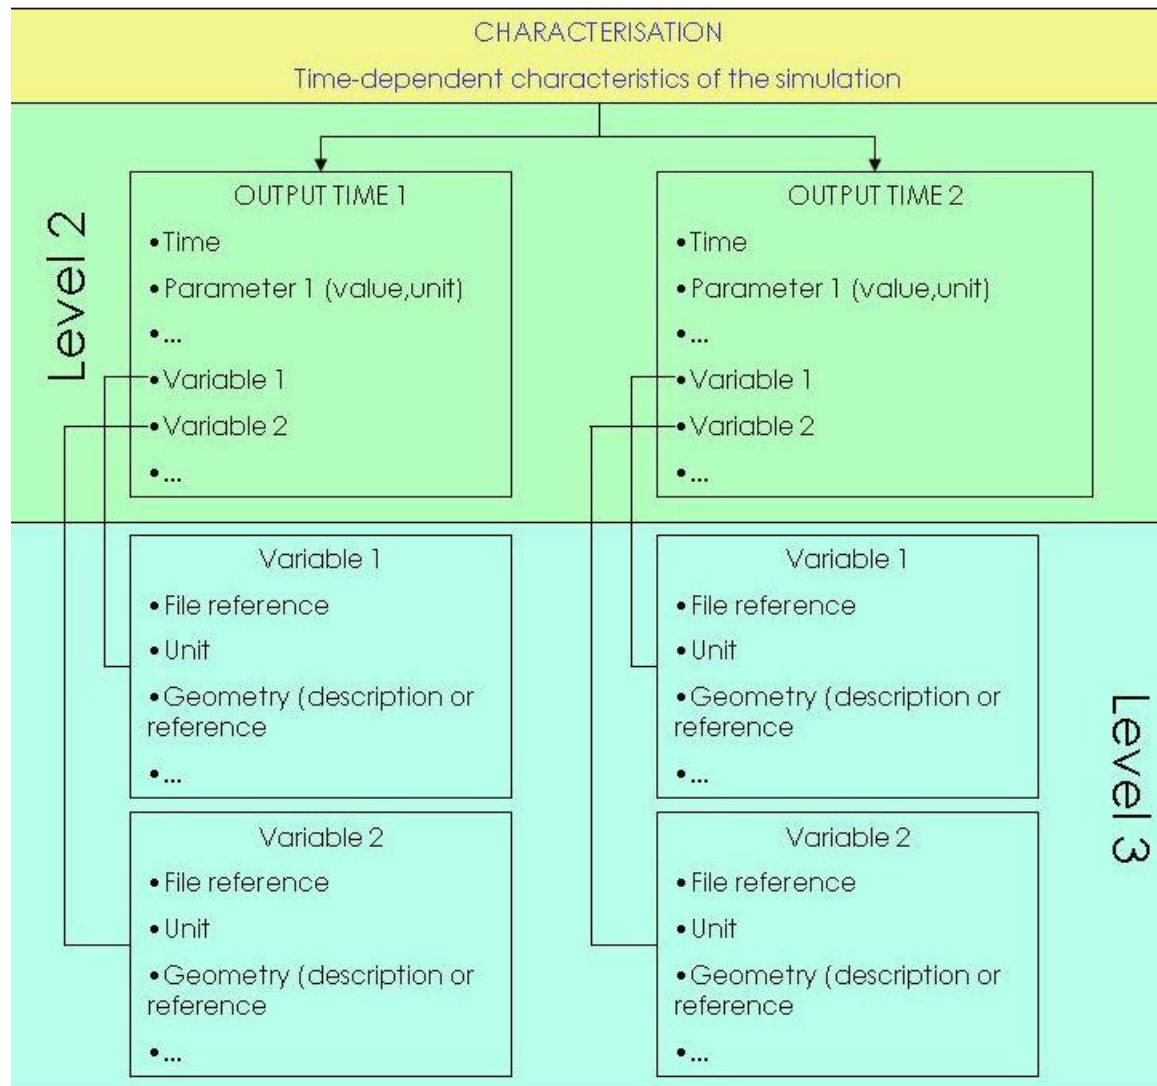 CHARACTERISATION
Time-dependent characteristics of the simulation
Level 2
OUTPUT TIME 1
•Time
•Parameter 1 (value,unit)
•...
•Variable 1
•Variable 2
•...
OUTPUT TIME 2
•Time
•Parameter 1 (value,unit)
•...
•Variable 1
•Variable 2
•...
Level 3
Variable 1
•File reference
•Unit
•Geometry (description or
reference
•...
Variable 1
•File reference
•Unit
•Geometry (description or
reference
•...
Variable 2
•File reference
•Unit
•Geometry (description or
reference
•...
Variable 2
•File reference
•Unit
•Geometry (description or
reference
•...